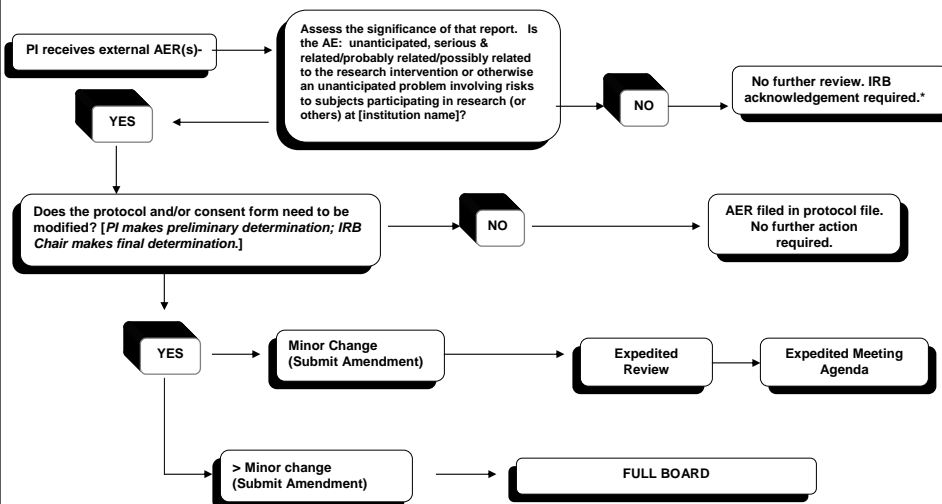 PI receives external AER(s)-
Assess the significance of that report.  Is
the AE:  unanticipated, serious &
related/probably related/possibly related
to the research intervention or otherwise
an unanticipated problem involving risks
to subjects participating in research (or
others) at [institution name]?
NO
No further review. IRB
acknowledgement required.*
YES
Does the protocol and/or consent form need to be
modified? [PI makes preliminary determination; IRB
Chair makes final determination.]
NO
AER filed in protocol file.
No further action
required.
YES
Minor Change
(Submit Amendment)
Expedited
Review
Expedited Meeting
Agenda
> Minor change
(Submit Amendment)
FULL BOARD